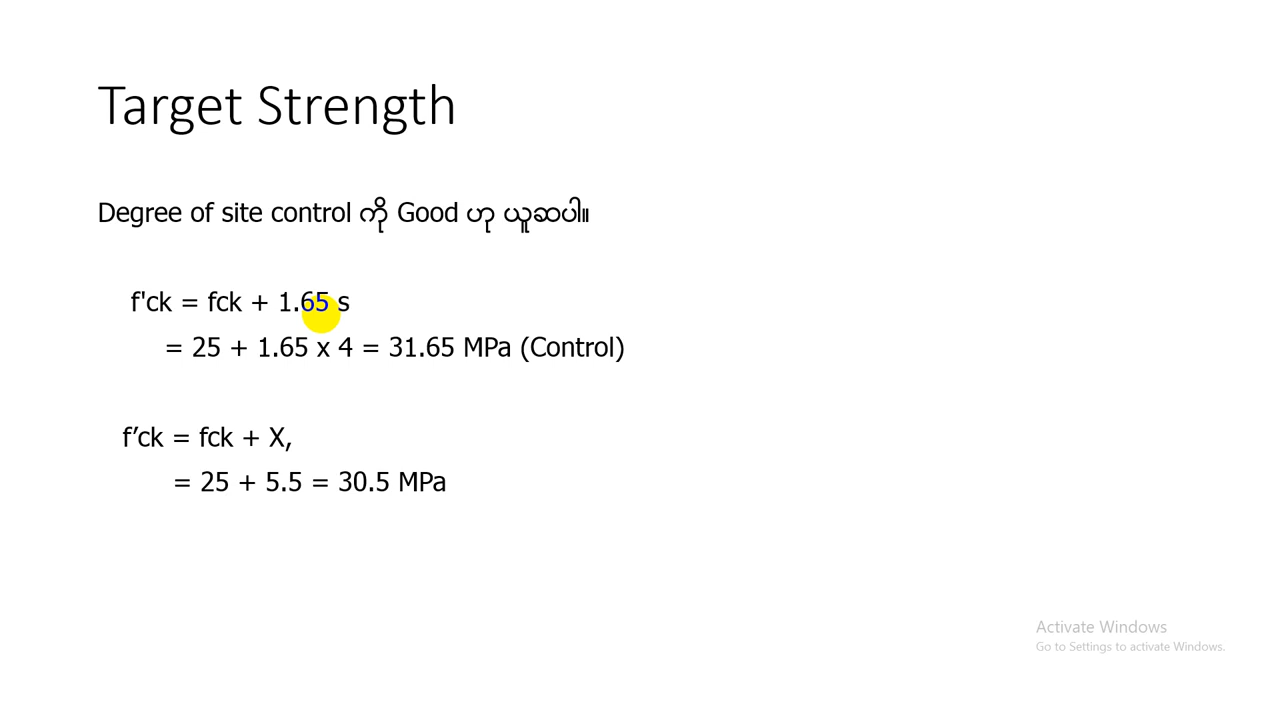 Target Strength
Degree of site control ကို Good ဟု ယူဆပါ။
f'ck = fck + 1.65 s
= 25 + 1.65 x 4 = 31.65 MPa (Control)
f’ck = fck + X,
= 25 + 5.5 = 30.5 MPa
Activate Windows
Go to Settings to activate Windows.